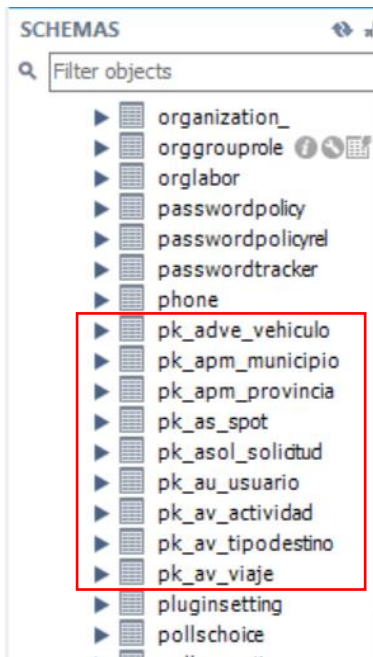 SCHEMAS
Filter objects
organization_
orggrouprole
orglabor
passwordpolicy
passwordpolicyrel
passwordtracker
phone
pk_adve_vehiculo
pk_apm_municipio
pk_apm_provincia
pk_as_spot
pk_asol_solicitud
pk_au_usuario
pk_av_actividad
pk_av_tipodestino
pk_av_viaje
pluginsetting
pollschoice